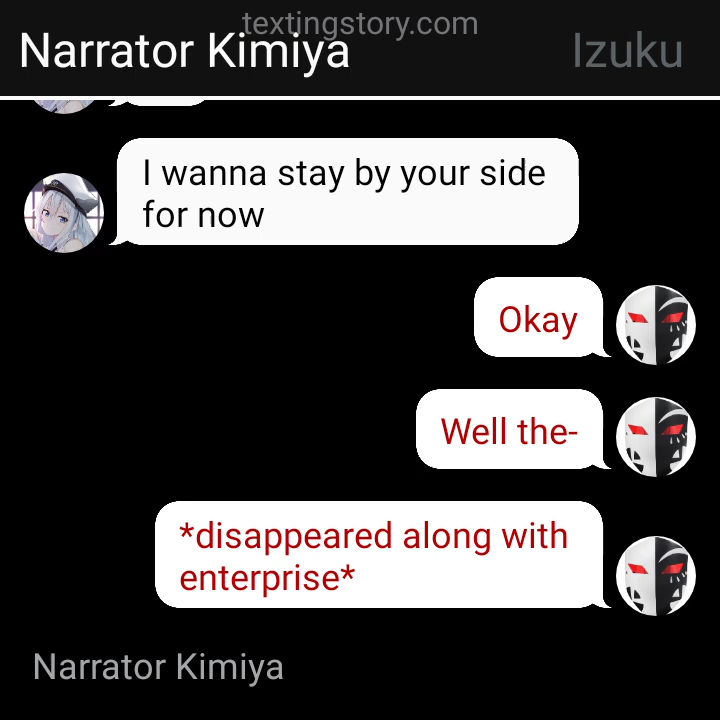 textingstory.com
Narrator Kimiya
Izuku
I wanna stay by your side
for now
Okay
Well the-
*disappeared along with
enterprise*
Narrator Kimiya